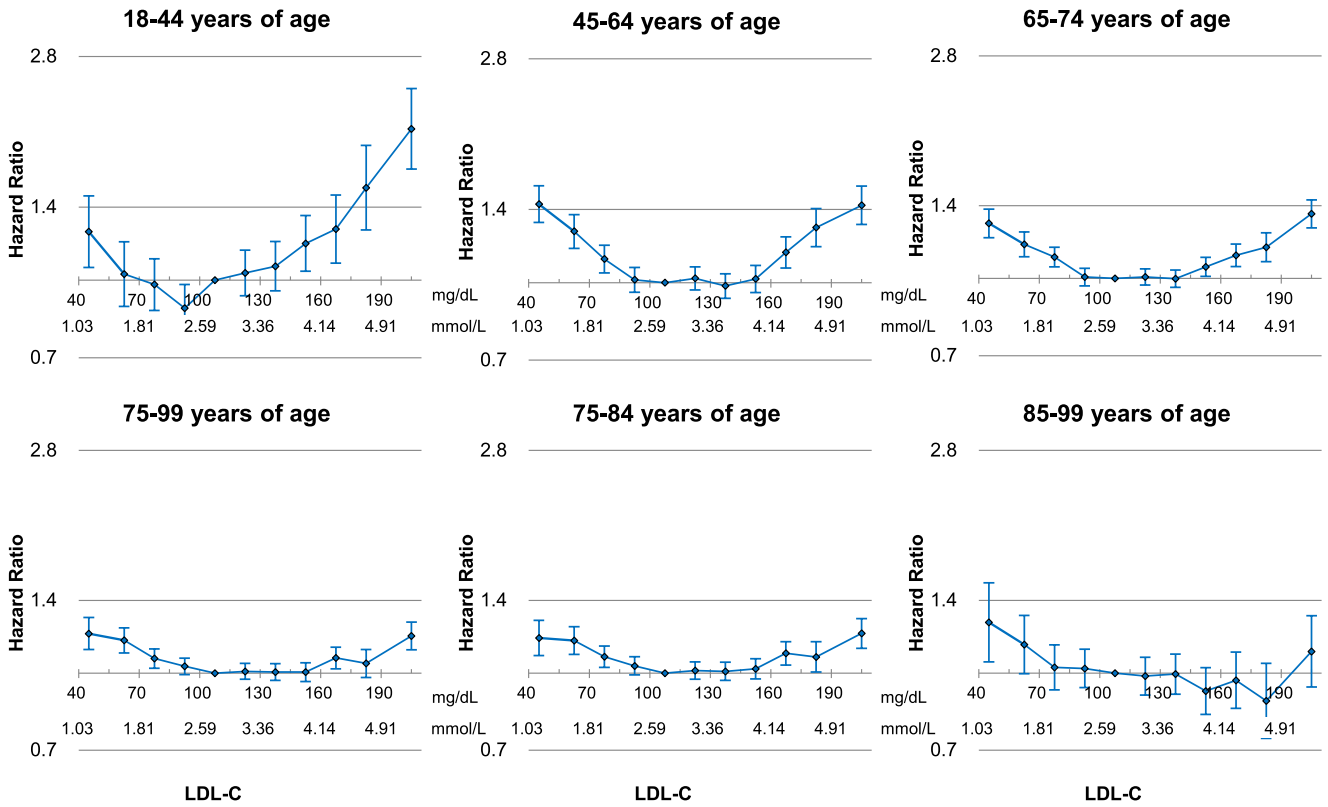 18-44 years of age
45-64 years of age
65-74 years of age
2.8
2.8
2.8
Hazard Ratio
Hazard Ratio
Hazard Ratio
1.4
1.4
1.4
40 70 100 130 160 190 mg/dL
40 70 100 130 160 190 mg/dL
40 70 100 130 160 190
1.03 1.81 2.59 3.36 4.14 4.91 mmol/L
1.03 1.81 2.59 3.36 4.14 4.91 mmol/L
1.03 1.81 2.59 3.36 4.14 4.91
0.7
0.7
0.7
75-99 years of age
75-84 years of age
85-99 years of age
2.8
2.8
2.8
Hazard Ratio
Hazard Ratio
Hazard Ratio
1.4
1.4
1.4
40 70 100 130 160 190 mg/dL
40 70 100 130 160 190 mg/dL
40 70 100 130 160 190
1.03 1.81 2.59 3.36 4.14 4.91 mmol/L
1.03 1.81 2.59 3.36 4.14 4.91 mmol/L
1.03 1.81 2.59 3.36 4.14 4.91
0.7
0.7
0.7
LDL-C
LDL-C
LDL-C